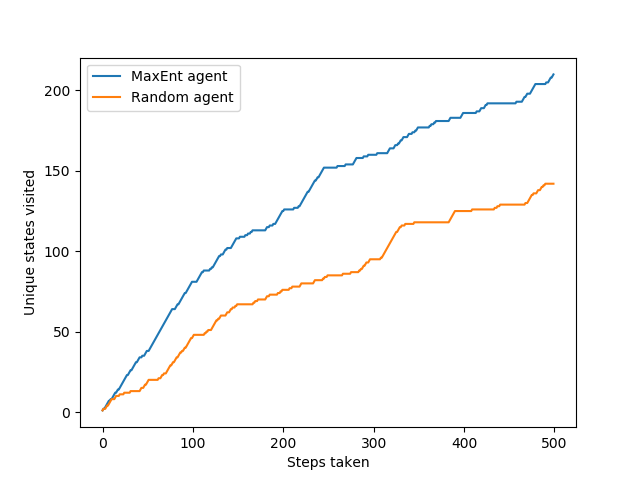 MaxEnt agent
Random agent
Unique states visited
200
150
100
50
0
0 100 200 300 400 500
Steps taken